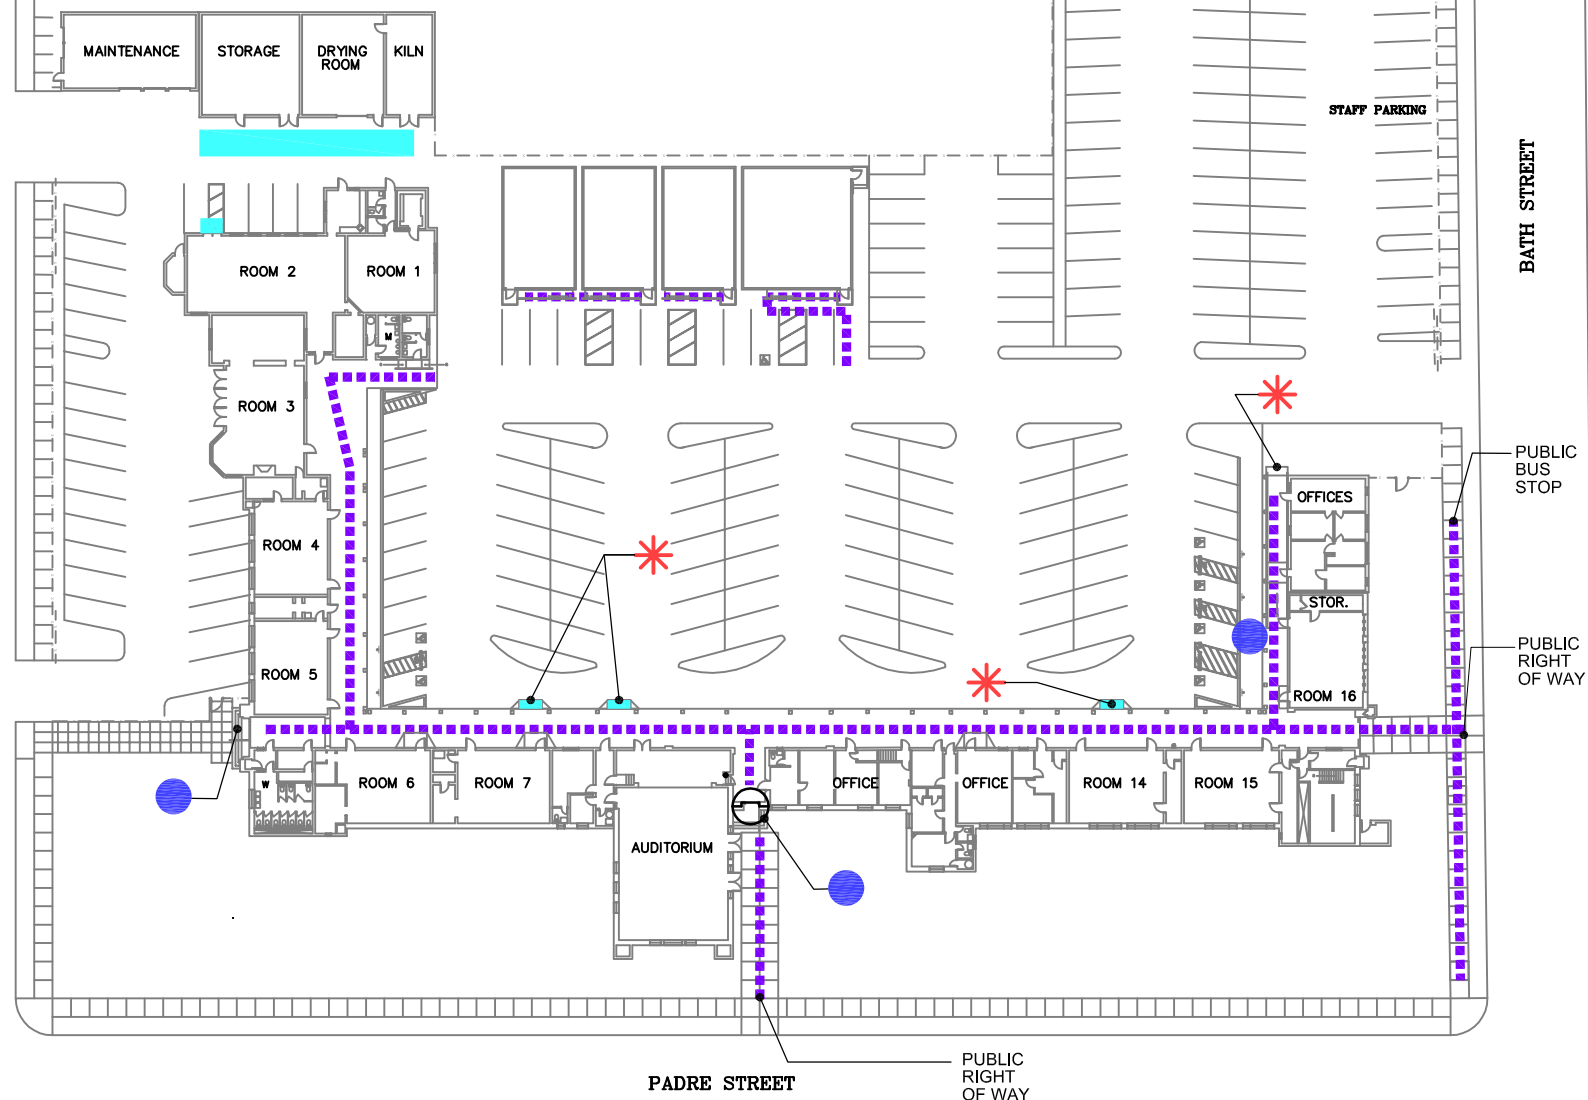 MAINTENANCE
STORAGE
DRYING
ROOM
KILN
STAFF PARKING
BATH STREET
ROOM 2
ROOM 1
M
ROOM 3
PUBLIC
BUS
STOP
OFFICES
ROOM 4
STOR.
ROOM 5
ROOM 16
PUBLIC
RIGHT
OF WAY
W
ROOM 6
ROOM 7
OFFICE
OFFICE
ROOM 14
ROOM 15
AUDITORIUM
PADRE STREET
PUBLIC
RIGHT
OF WAY